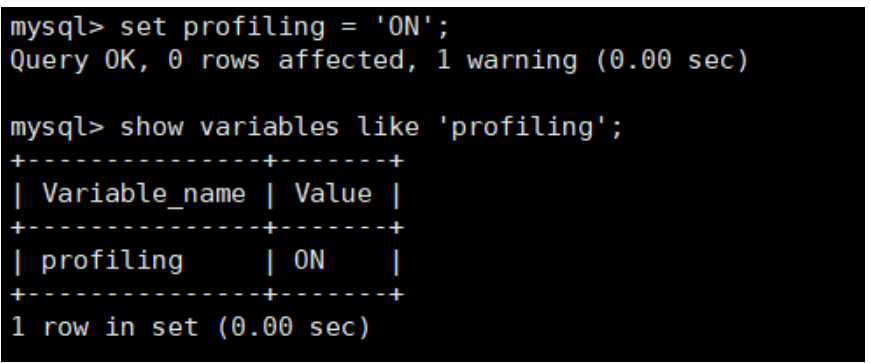 mysql> set profiling = 'ON';
Query OK, 0 rows affected, 1 warning (0.00 sec)

mysql> show variables like 'profiling';
+---------------+-------+
| Variable_name | Value |
+---------------+-------+
| profiling     | ON    |
+---------------+-------+
1 row in set (0.00 sec)